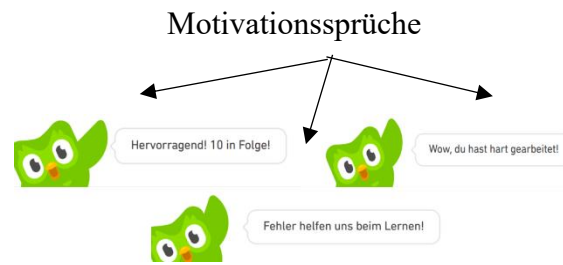 Motivationssprüche
Hervorragend! 10 in Folge!
Wow, du hast hart gearbeitet!
Fehler helfen uns beim Lernen!